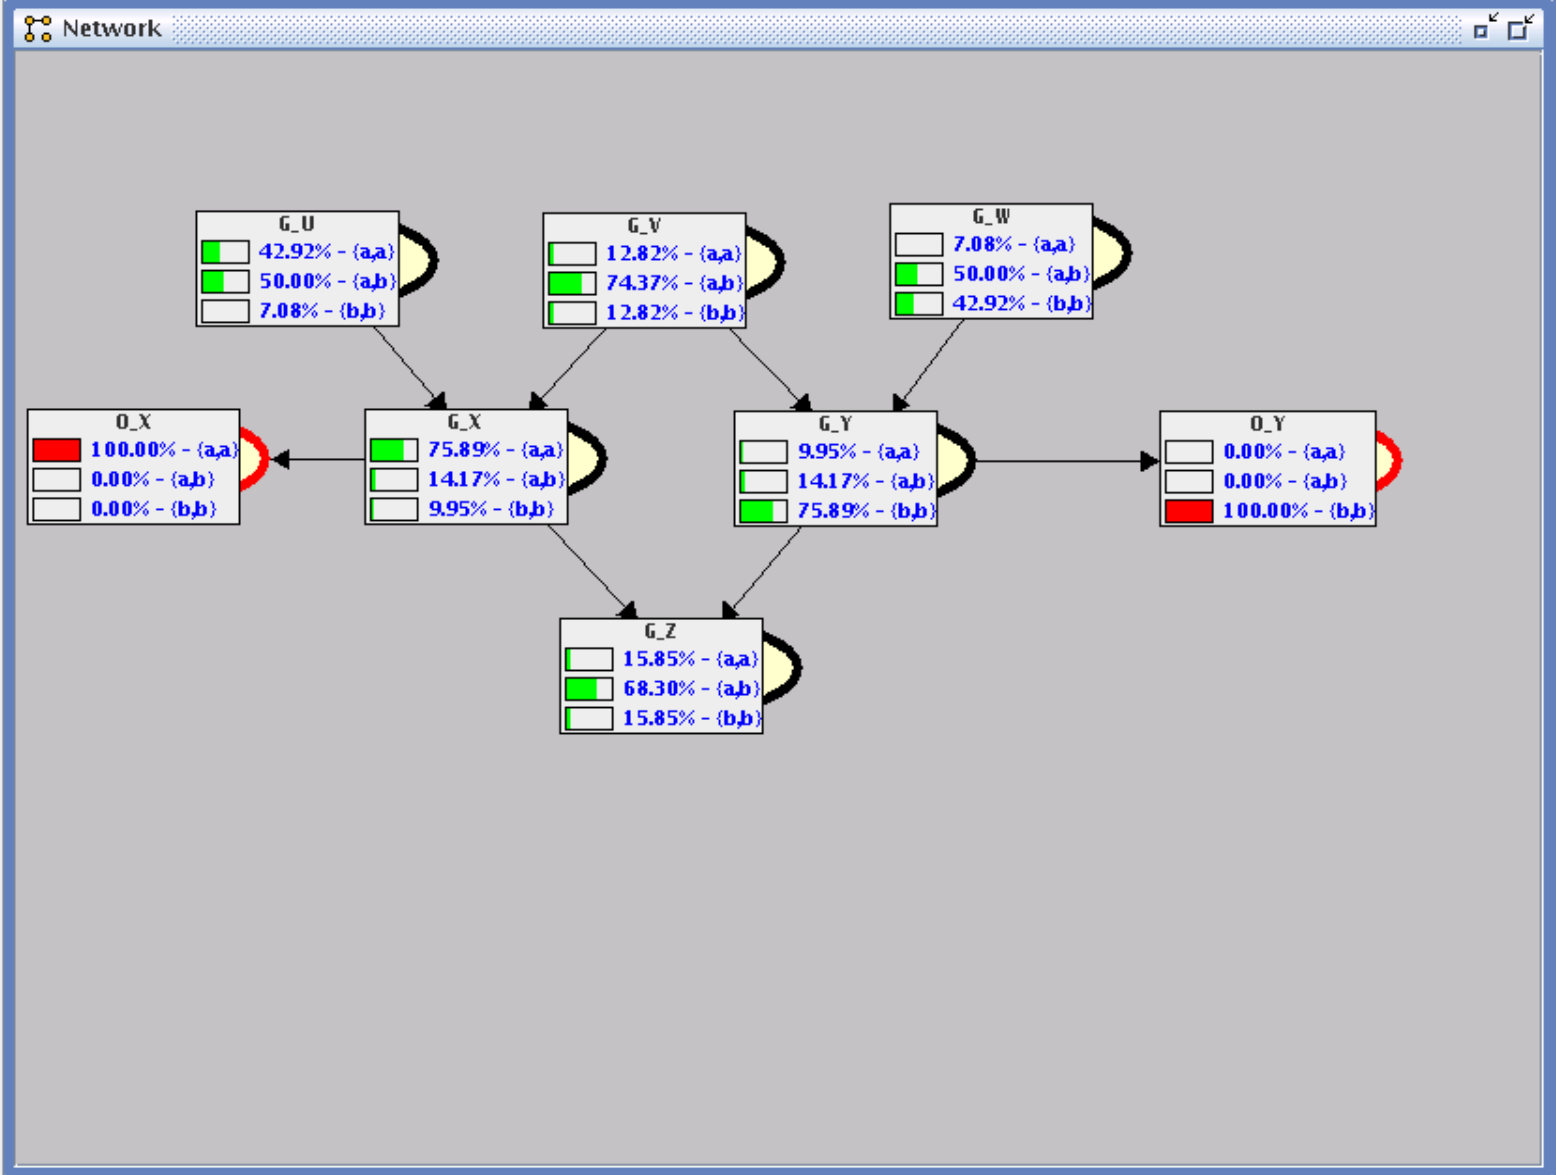 Network
G_U
42.92% - {a,a}
50.00% - {a,b}
7.08% - {b,b}
G_V
12.82% - {a,a}
74.37% - {a,b}
12.82% - {b,b}
G_W
7.08% - {a,a}
50.00% - {a,b}
42.92% - {b,b}
O_X
100.00% - {a,a}
0.00% - {a,b}
0.00% - {b,b}
G_X
75.89% - {a,a}
14.17% - {a,b}
9.95% - {b,b}
G_Y
9.95% - {a,a}
14.17% - {a,b}
75.89% - {b,b}
O_Y
0.00% - {a,a}
0.00% - {a,b}
100.00% - {b,b}
G_Z
15.85% - {a,a}
68.30% - {a,b}
15.85% - {b,b}